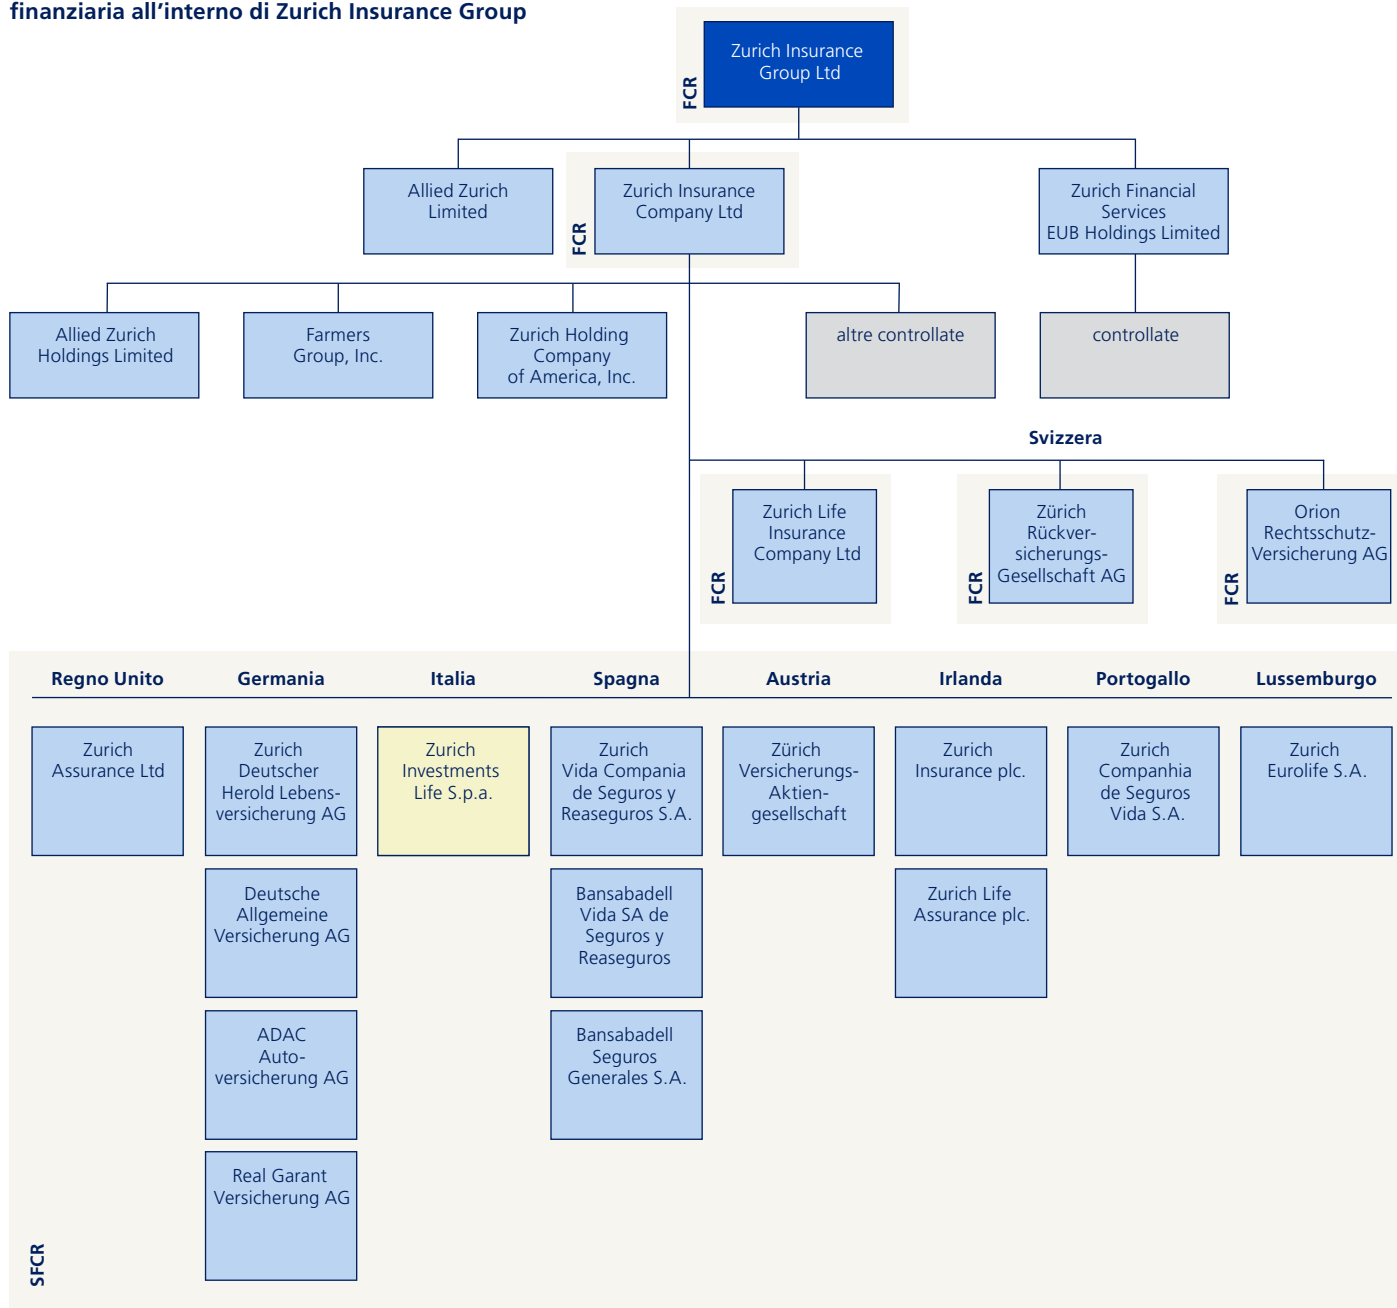 finanziaria all’interno di Zurich Insurance Group
Zurich Insurance
Group Ltd
FCR
Allied Zurich
Limited
Zurich Insurance
Company Ltd
FCR
Zurich Financial
Services
EUB Holdings Limited
Allied Zurich
Holdings Limited
Farmers
Group, Inc.
Zurich Holding
Company
of America, Inc.
altre controllate
controllate
Svizzera
Zurich Life
Insurance
Company Ltd
FCR
Zürich
Rückver-
sicherungs-
Gesellschaft AG
FCR
Orion
Rechtsschutz-
Versicherung AG
FCR
Regno Unito
Germania
Italia
Spagna
Austria
Irlanda
Portogallo
Lussemburgo
Zurich
Assurance Ltd
Zurich
Deutscher
Herold Lebens-
versicherung AG
Zurich
Investments
Life S.p.a.
Zurich
Vida Compania
de Seguros y
Reaseguros S.A.
Zürich
Versicherungs-
Aktien-
gesellschaft
Zurich
Insurance plc.
Zurich
Companhia
de Seguros
Vida S.A.
Zurich
Eurolife S.A.
Deutsche
Allgemeine
Versicherung AG
Bansabadell
Vida SA de
Seguros y
Reaseguros
Zurich Life
Assurance plc.
ADAC
Auto-
versicherung AG
Bansabadell
Seguros
Generales S.A.
Real Garant
Versicherung AG
SFCR